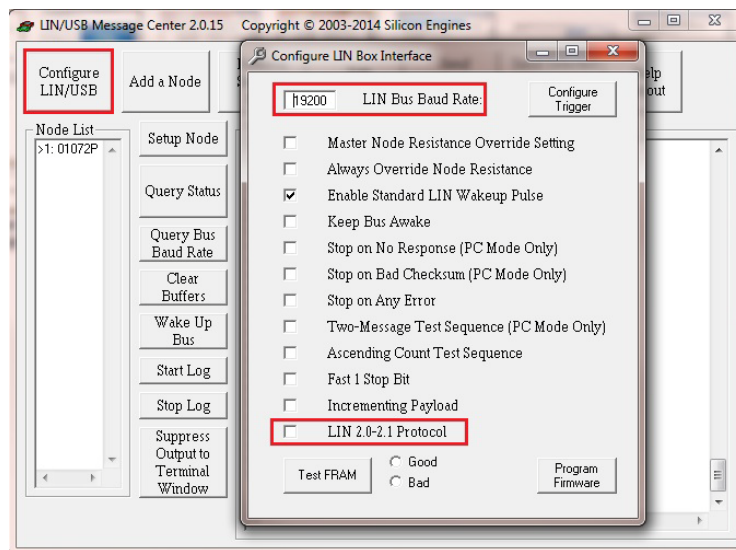 LIN/USB Message Center 2.0.15 Copyright © 2003-2014 Silicon Engines
Configure LIN Box Interface
Configure
LIN/USB
Add a Node
out
Node List
>1: 01072P
Setup Node
Query Status
Query Bus
Baud Rate
Clear
Buffers
Wake Up
Bus
Start Log
Stop Log
Suppress
Output to
Terminal
Window
19200 LIN Bus Baud Rate:
Configure
Trigger
Master Node Resistance Override Setting
Always Override Node Resistance
Enable Standard LIN Wakeup Pulse
Keep Bus Awake
Stop on No Response (PC Mode Only)
Stop on Bad Checksum (PC Mode Only)
Stop on Any Error
Two-Message Test Sequence (PC Mode Only)
Ascending Count Test Sequence
Fast 1 Stop Bit
Incrementing Payload
LIN 2.0-2.1 Protocol
Test FRAM
Good
Bad
Program
Firmware